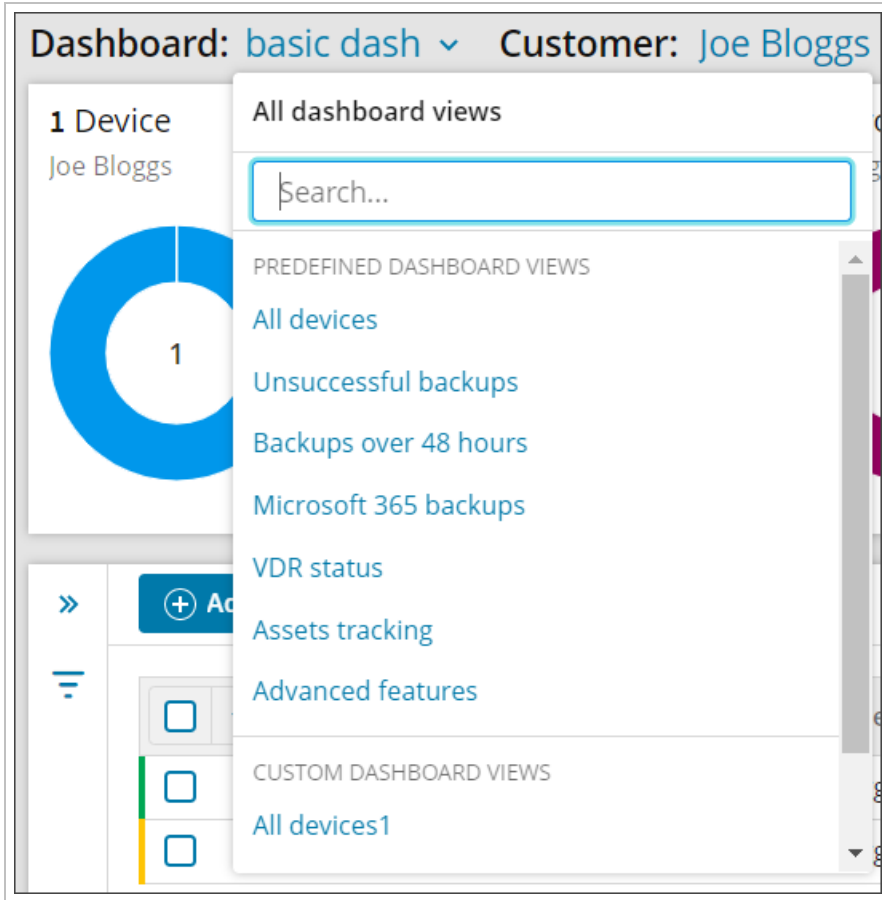 Dashboard: basic dash Customer: Joe Bloggs
All dashboard views
1 Device
Joe Bloggs
Search...
1
PREDEFINED DASHBOARD VIEWS
All devices
Unsuccessful backups
Backups over 48 hours
Microsoft 365 backups
VDR status
Assets tracking
Advanced features
CUSTOM DASHBOARD VIEWS
All devices1